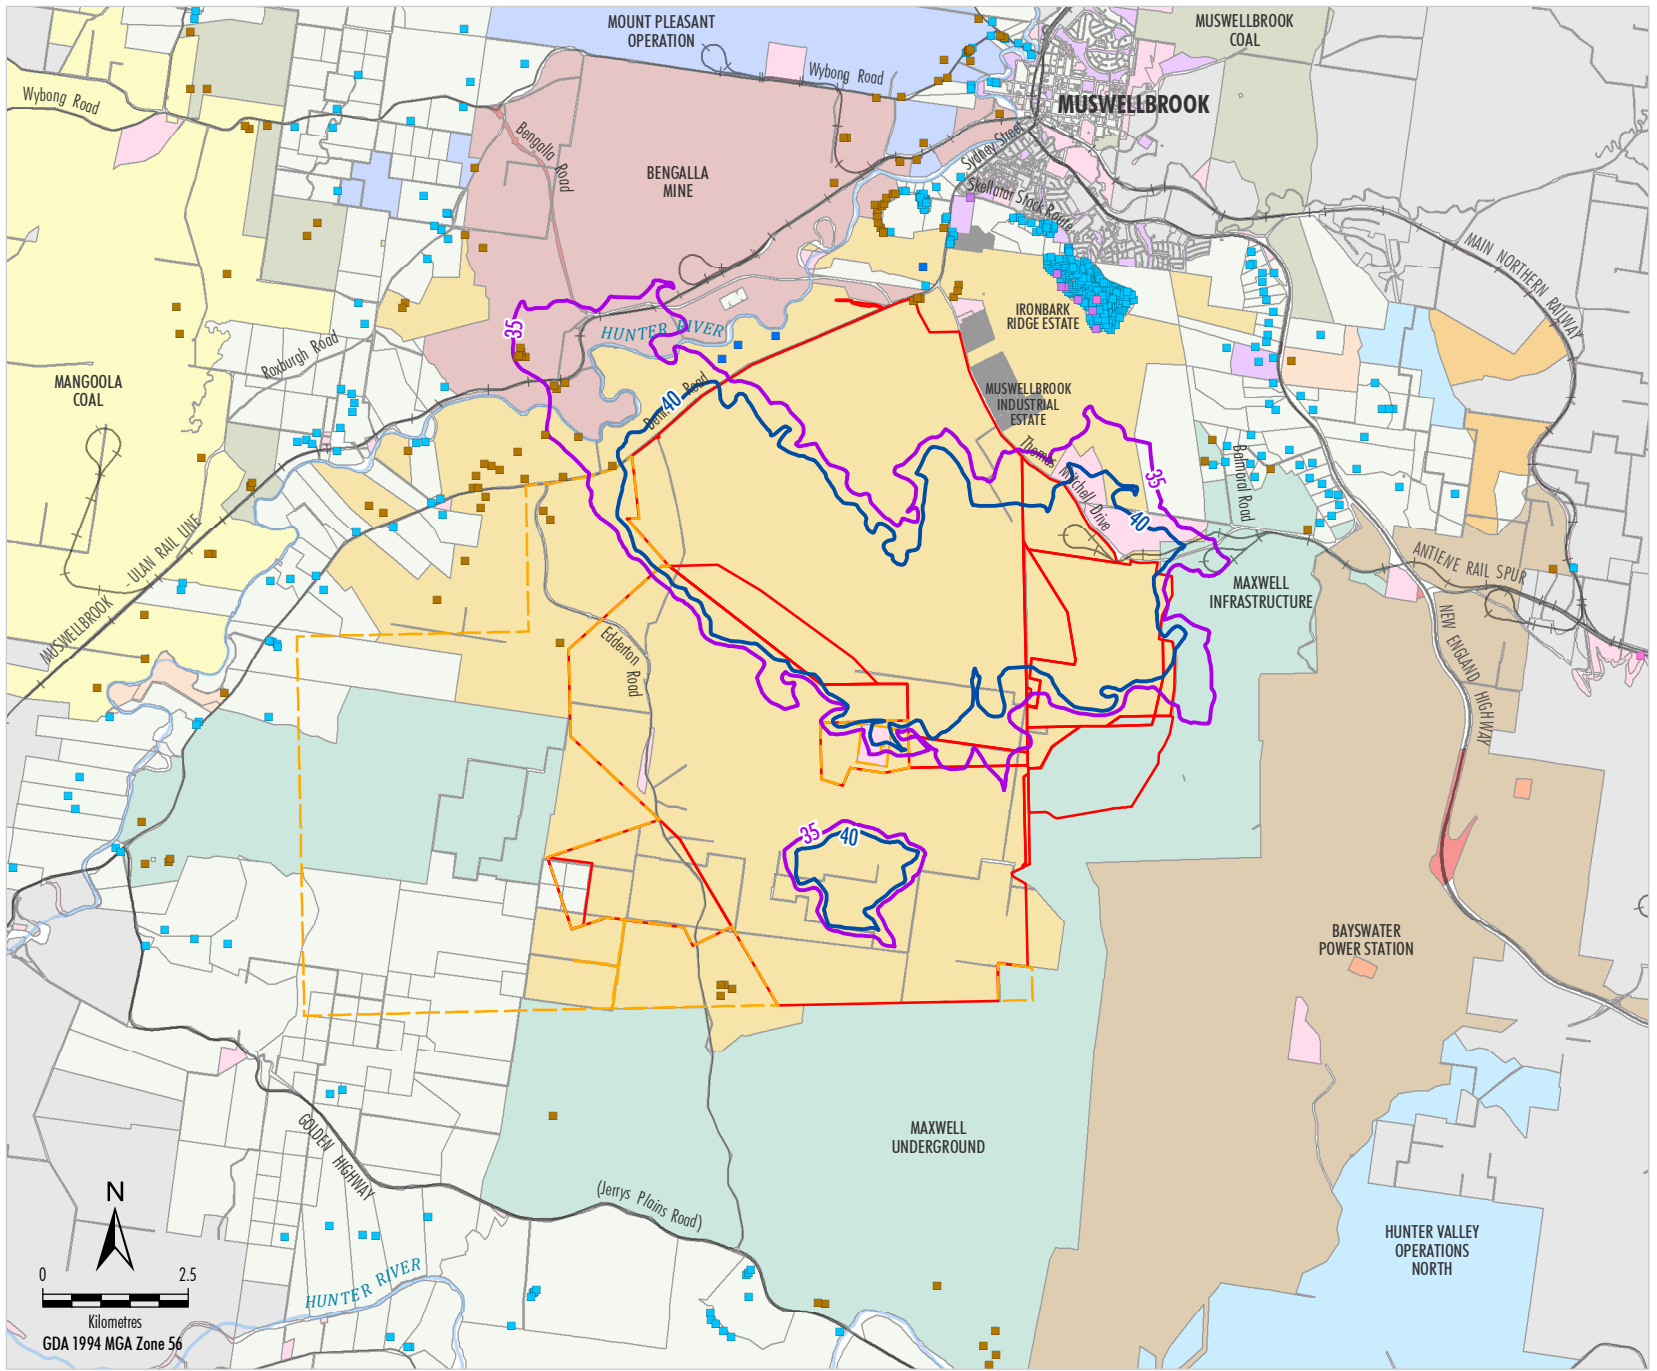 MOUNT PLEASANT
OPERATION
MUSWELLBROOK
COAL
Wybong Road
Wybong Road
MUSWELLBROOK
Bengalla Road
Sydney Street
BENGALLA
MINE
Skellatar Stock Route
MAIN NORTHERN RAILWAY
35
HUNTER RIVER
IRONBARK
RIDGE ESTATE
Roxburgh Road
MANGOOLA
COAL
MUSWELLBROOK
INDUSTRIAL
ESTATE
40
Road
Thomas Mitchell Drive
35
Balmoral Road
40
MUSWELLBROOK - ULAN RAIL LINE
ANTIENE RAIL SPUR
MAXWELL
INFRASTRUCTURE
Edderton Road
NEW ENGLAND HIGHWAY
35
40
BAYSWATER
POWER STATION
GOLDEN HIGHWAY
MAXWELL
UNDERGROUND
(Jerrys Plains Road)
HUNTER VALLEY
OPERATIONS
NORTH
HUNTER RIVER
N
0 2.5
Kilometres
GDA 1994 MGA Zone 56